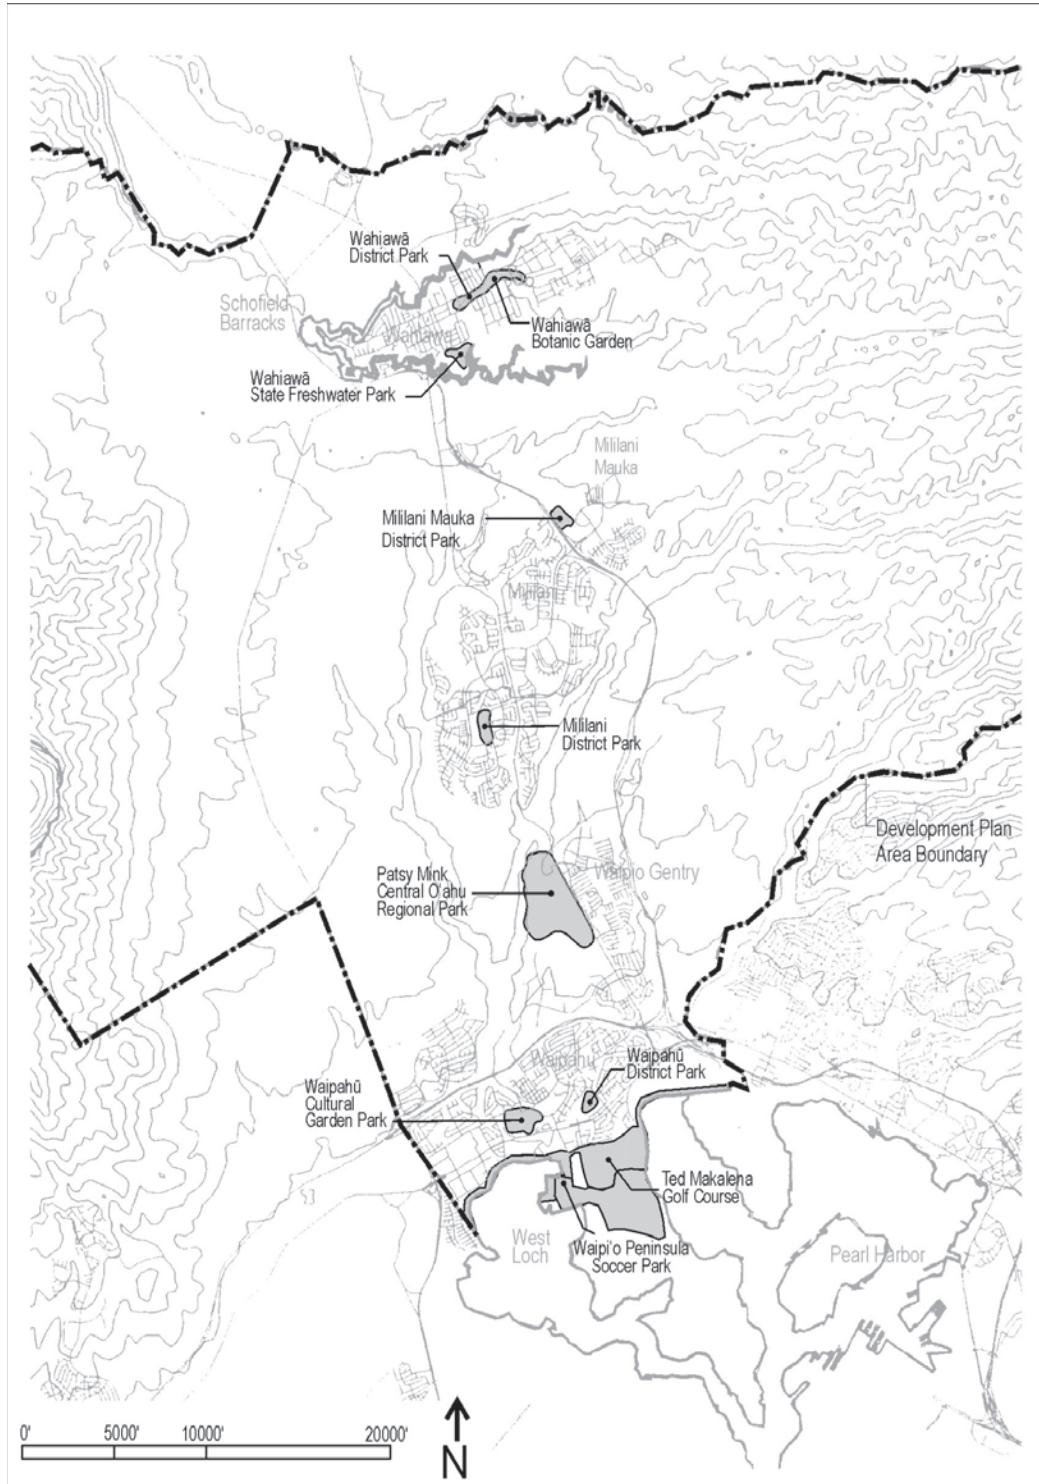 Wahiawā
District Park
Schofield
Barracks
Wahiawa
Wahiawā
Botanic Garden
Wahiawā
State Freshwater Park
Mililani
Mauka
Mililani Mauka
District Park
Mililani
Mililani
District Park
Development Plan
Area Boundary
Patsy Mink
Central O'ahu
Regional Park
Waipio Gentry
Waipahu
Waipahū
District Park
Waipahū
Cultural
Garden Park
Ted Makalena
Golf Course
West
Loch
Waipi'o Peninsula
Soccer Park
Pearl Harbor
0' 5000' 10000' 20000'
N